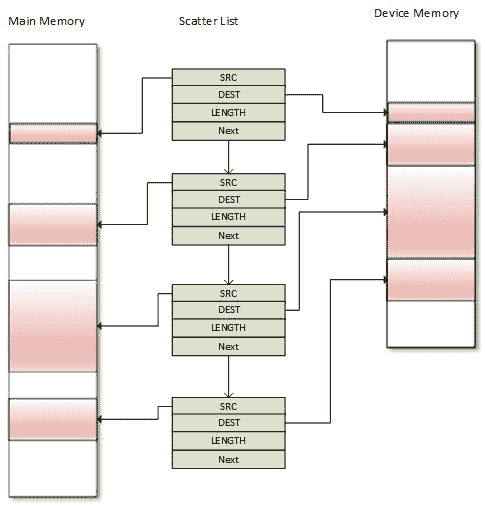 Main Memory
Scatter List
Device Memory
SRC
DEST
LENGTH
Next
SRC
DEST
LENGTH
Next
SRC
DEST
LENGTH
Next
SRC
DEST
LENGTH
Next